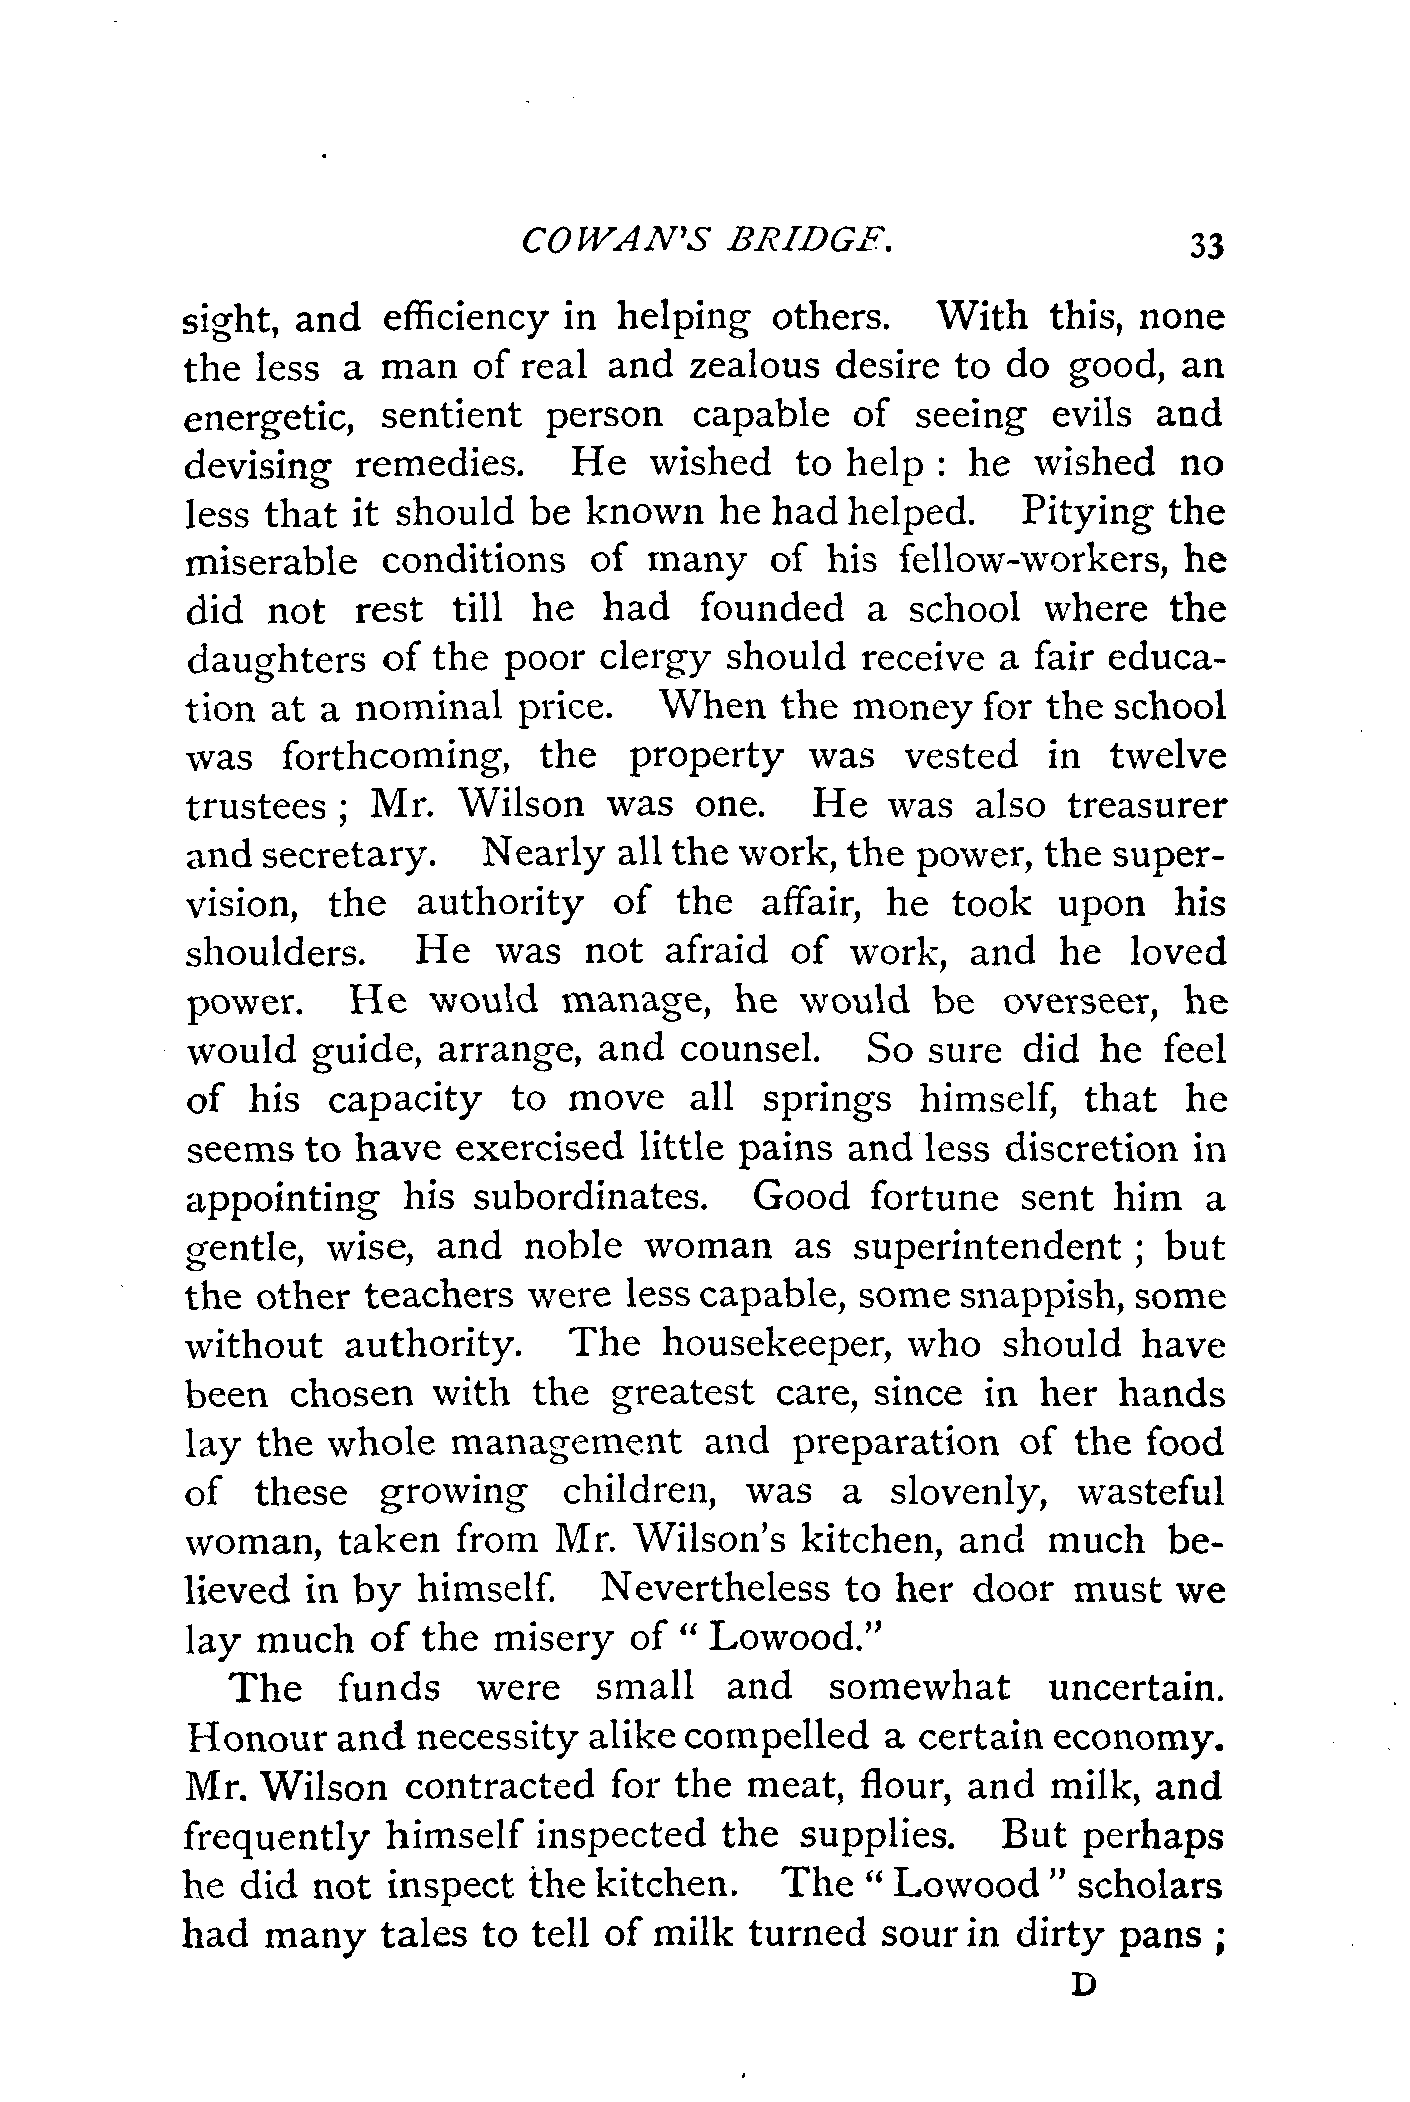 COWAN'S BRIDGE. 33
sight, and efficiency in helping others. With this, none
the less a man of real and zealous desire to do good, an
energetic, sentient person capable of seeing evils and
devising remedies. He wished to help : he wished no
less that it should be known he had helped. Pitying the
miserable conditions of many of his fellow-workers, he
did not rest till he had founded a school where the
daughters of the poor clergy should receive a fair educa-
tion at a nominal price. When the money for the school
was forthcoming, the property was vested in twelve
trustees ; Mr. Wilson was one. He was also treasurer
and secretary. Nearly all the work, the power, the super-
vision, the authority of the affair, he took upon his
shoulders. He was not afraid of work, and he loved
power. He would manage, he would be overseer, he
would guide, arrange, and counsel. So sure did he feel
of his capacity to move all springs himself, that he
seems to have exercised little pains and less discretion in
appointing his subordinates. Good fortune sent him a
gentle, wise, and noble woman as superintendent ; but
the other teachers were less capable, some snappish, some
without authority. The housekeeper, who should have
been chosen with the greatest care, since in her hands
lay the whole management and preparation of the food
of these growing children, was a slovenly, wasteful
woman, taken from Mr. Wilson's kitchen, and much be-
lieved in by himself. Nevertheless to her door must we
lay much of the misery of “ Lowood.”
The funds were small and somewhat uncertain.
Honour and necessity alike compelled a certain economy.
Mr. Wilson contracted for the meat, flour, and milk, and
frequently himself inspected the supplies. But perhaps
he did not inspect the kitchen. The “ Lowood ” scholars
had many tales to tell of milk turned sour in dirty pans ;
D